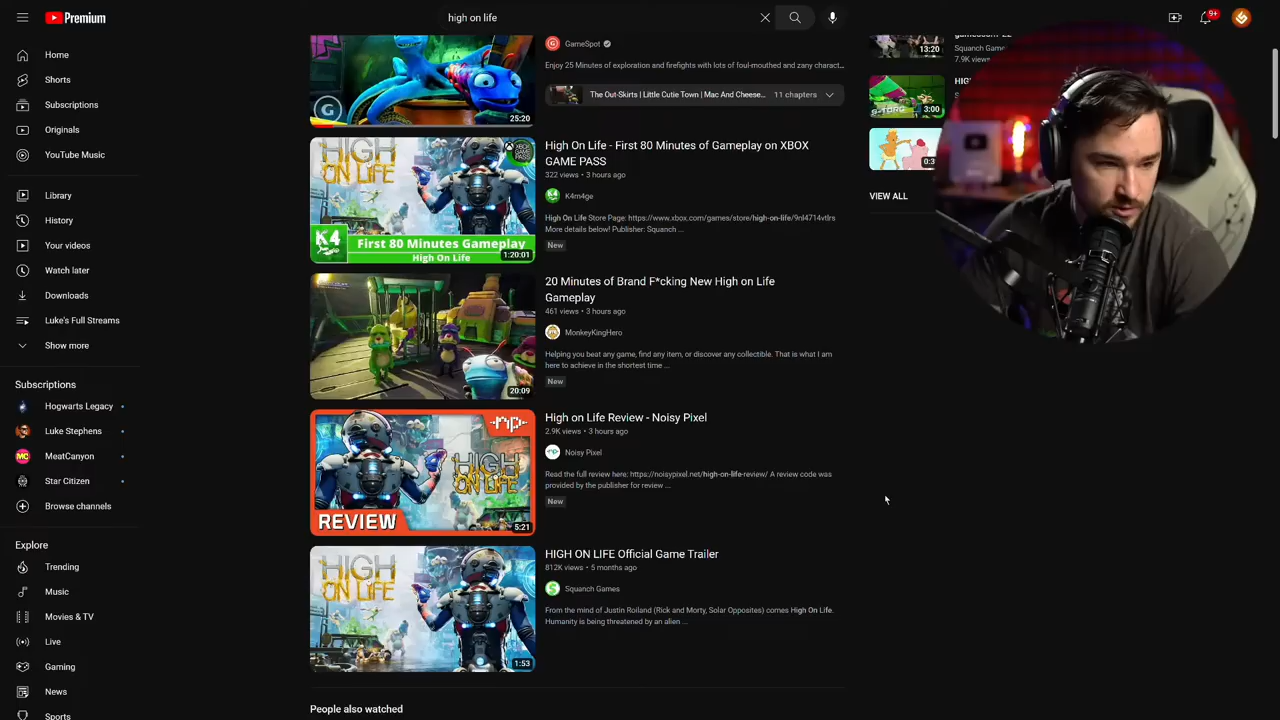 Premium
high on life
9+
Home
Shorts
Subscriptions
Originals
YouTube Music
Library
History
Your videos
Watch later
Downloads
Luke's Full Streams
Show more
Subscriptions
Hogwarts Legacy
Luke Stephens
MeatCanyon
Star Citizen
Browse channels
Explore
Trending
Music
Movies & TV
Live
Gaming
News
Sports
25:20
GameSpot
Enjoy 25 Minutes of exploration and firefights with lots of foul-mouthed and zany charact...
The Out-Skirts | Little Cutie Town | Mac And Cheese...
11 chapters
HIGH
ON LIFE
XBOX
GAME
PASS
K4
First 80 Minutes Gameplay
High On Life
1:20:01
High On Life - First 80 Minutes of Gameplay on XBOX
GAME PASS
322 views • 3 hours ago
K4m4ge
High On Life Store Page: https://www.xbox.com/games/store/high-on-life/9nl4714vtlrs
More details below! Publisher: Squanch ...
New
20:09
20 Minutes of Brand F*cking New High on Life
Gameplay
461 views • 3 hours ago
MonkeyKingHero
Helping you beat any game, find any item, or discover any collectible. That is what I am
here to achieve in the shortest time ...
New
HIGH
ON LIFE
REVIEW
5:21
High on Life Review - Noisy Pixel
2.9K views • 3 hours ago
Noisy Pixel
Read the full review here: https://noisypixel.net/high-on-life-review/ A review code was
provided by the publisher for review ...
New
HIGH
ON LIFE
1:53
HIGH ON LIFE Official Game Trailer
812K views • 5 months ago
Squanch Games
From the mind of Justin Roiland (Rick and Morty, Solar Opposites) comes High On Life.
Humanity is being threatened by an alien ...
People also watched
13:20
Squanch Game
7.9K views
3:00
HIG
0:3
VIEW ALL